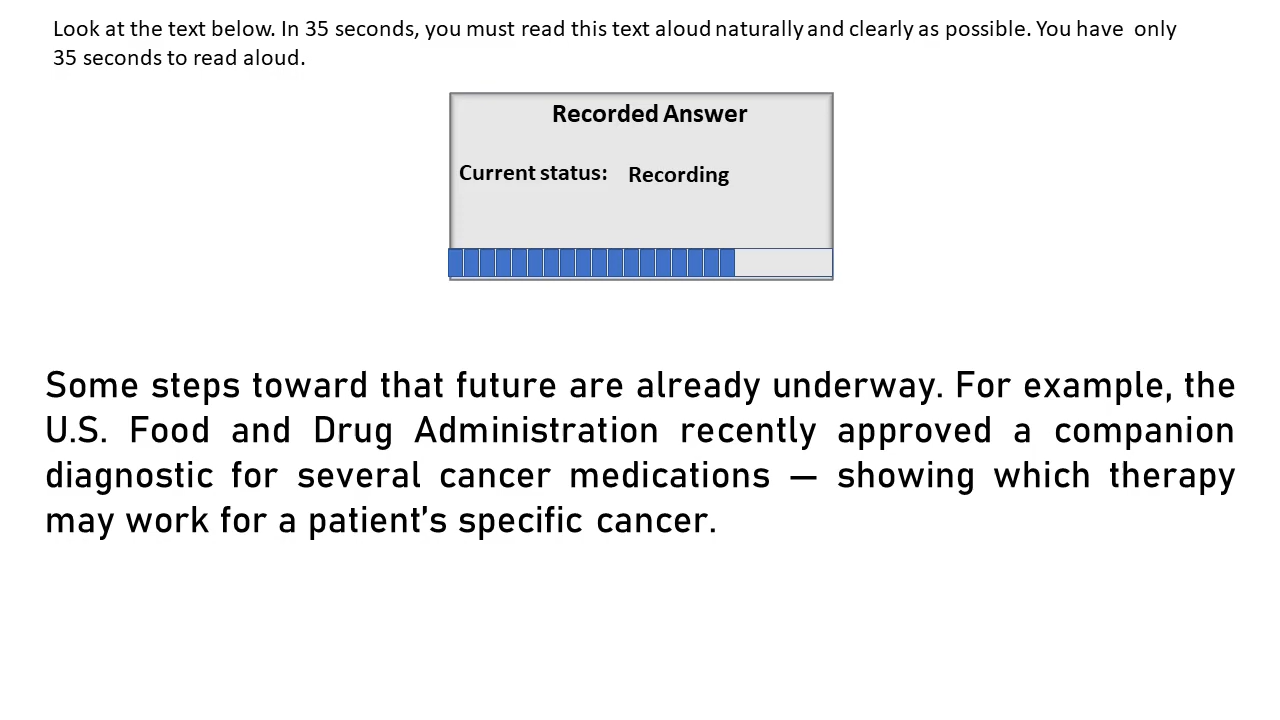 Look at the text below. In 35 seconds, you must read this text aloud naturally and clearly as possible. You have only
35 seconds to read aloud.
Recorded Answer
Current status: Recording
Some steps toward that future are already underway. For example, the
U.S. Food and Drug Administration recently approved a companion
diagnostic for several cancer medications — showing which therapy
may work for a patient’s specific cancer.